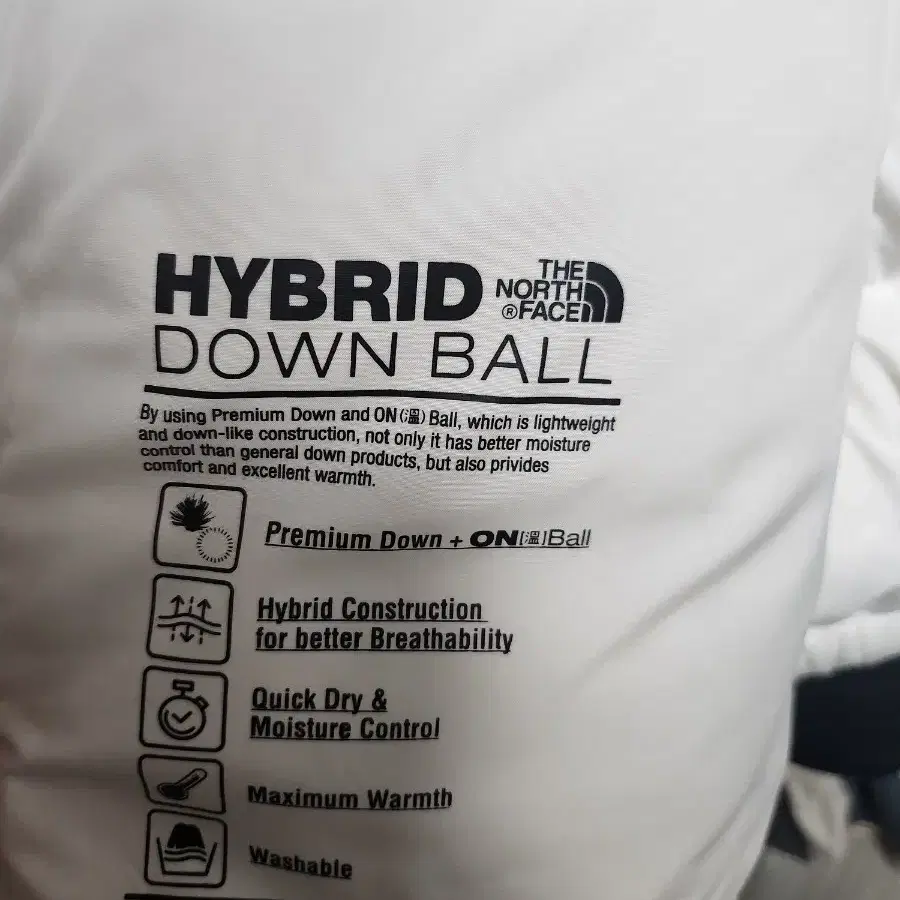 HYBRID
THE
NORTH
®FACE
DOWN BALL
By using Premium Down and ON(溫) Ball, which is lightweight
and down-like construction, not only it has better moisture
control than general down products, but also privides
comfort and excellent warmth.
Premium Down + ON[溫]Ball
Hybrid Construction
for better Breathability
Quick Dry &
Moisture Control
Maximum Warmth
Washable